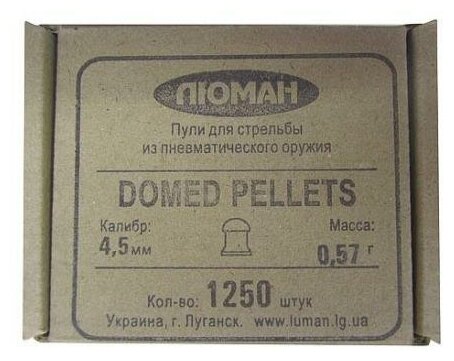 ЛЮМАН
Пули для стрельбы
из пневматического оружия
DOMED PELLETS
Калибр: Масса:
4,5мм 0,57 г
Кол-во: 1250 штук
Украина, г. Луганск. www.luman.lg.ua